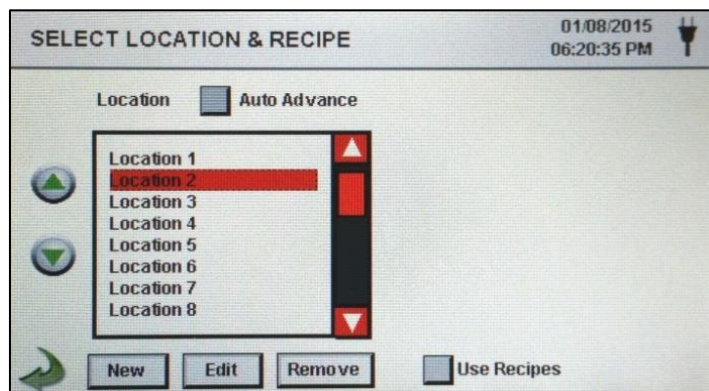 SELECT LOCATION & RECIPE
01/08/2015
06:20:35 PM
Location Auto Advance
Location 1
Location 2
Location 3
Location 4
Location 5
Location 6
Location 7
Location 8
New Edit Remove Use Recipes